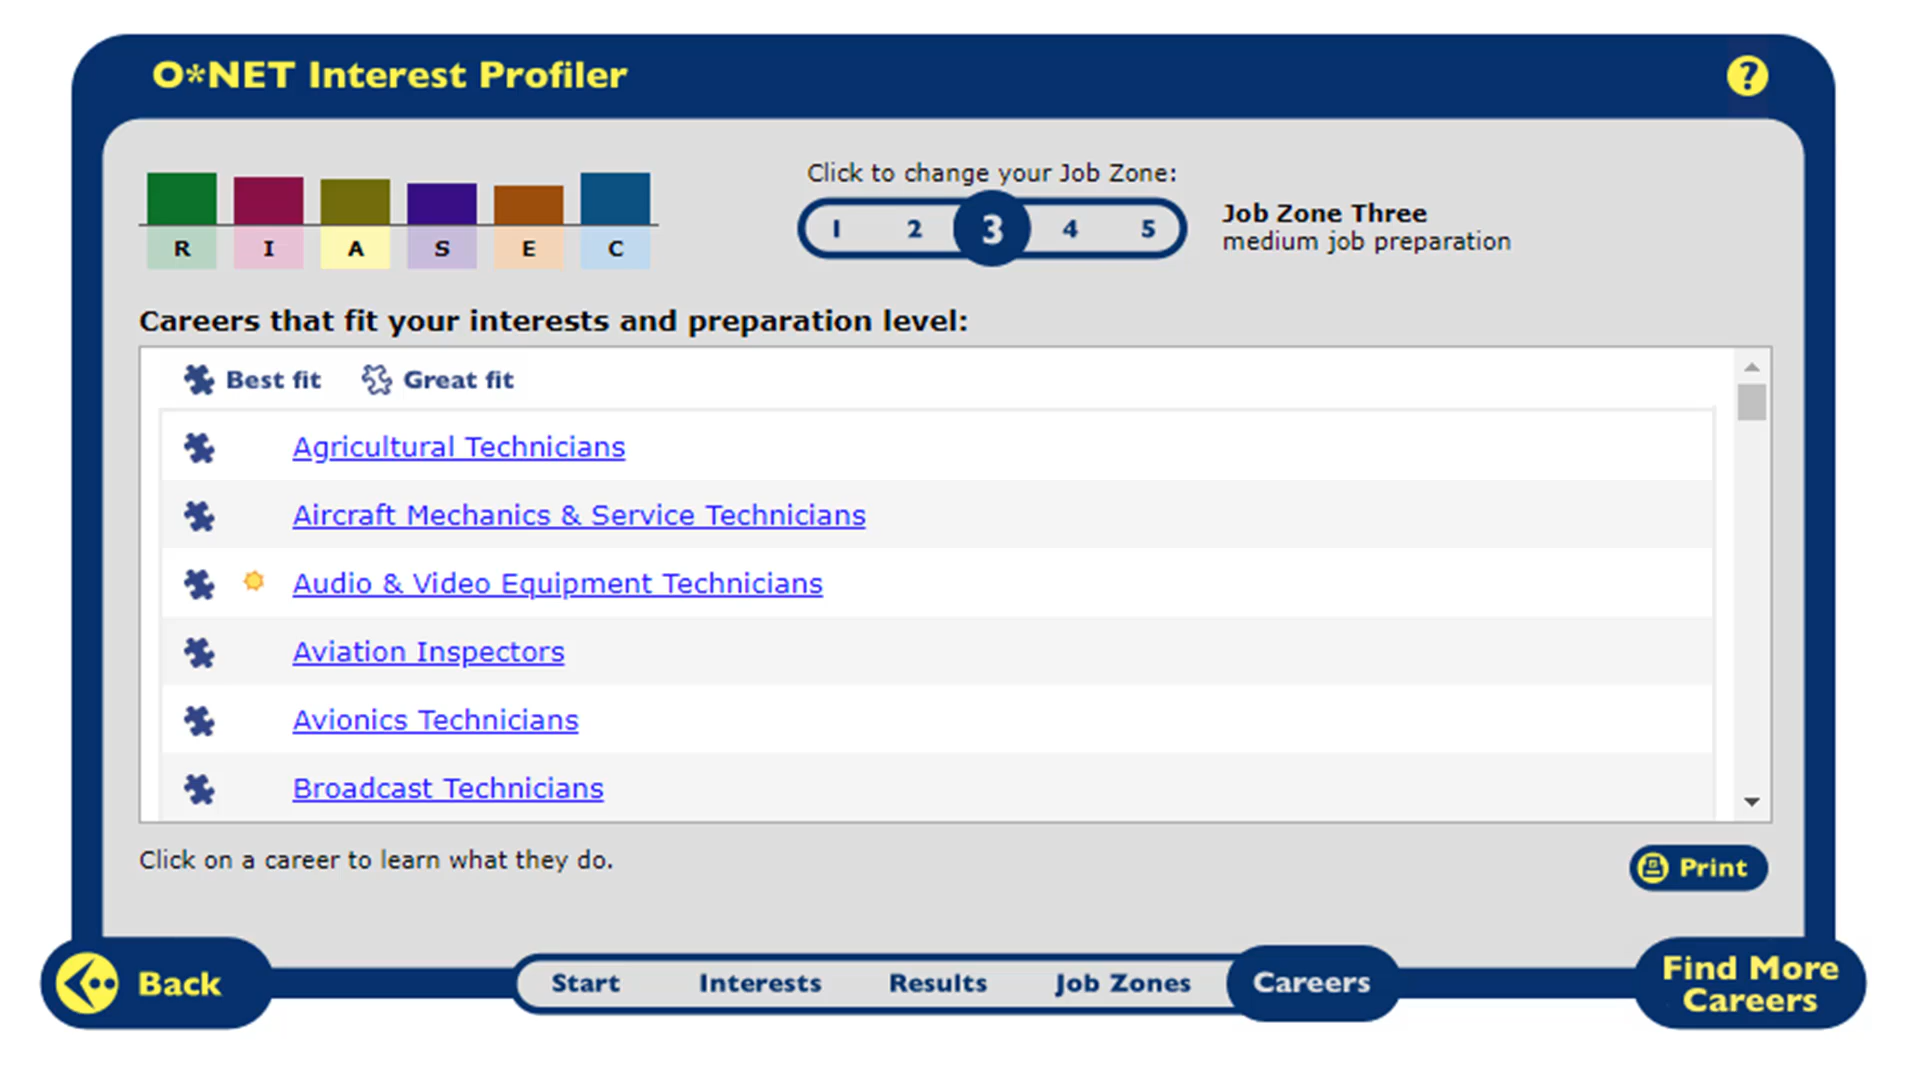 O*NET Interest Profiler
?
Click to change your Job Zone:
R I A S E C
1 2 3 4 5
Job Zone Three
medium job preparation
Careers that fit your interests and preparation level:
Best fit Great fit
Agricultural Technicians
Aircraft Mechanics & Service Technicians
Audio & Video Equipment Technicians
Aviation Inspectors
Avionics Technicians
Broadcast Technicians
Click on a career to learn what they do.
Print
Back
Start Interests Results Job Zones Careers
Find More
Careers